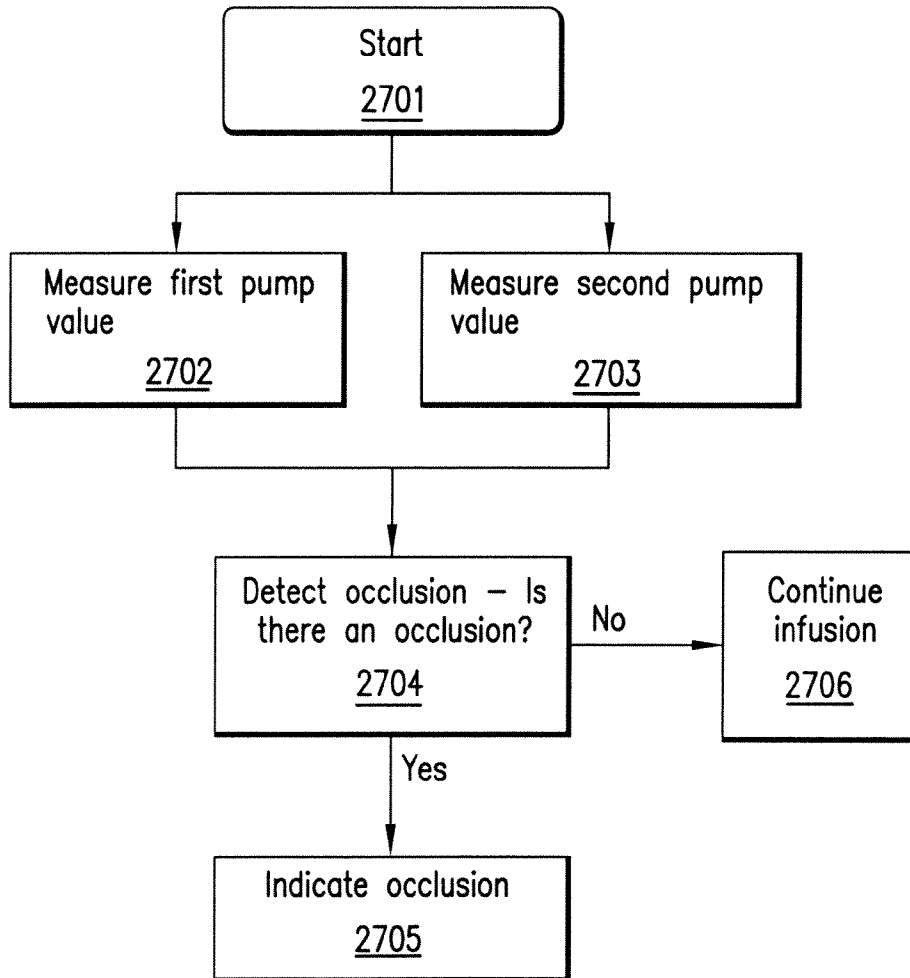 Start
2701
Measure first pump
value
2702
Measure second pump
value
2703
Detect occlusion – Is
there an occlusion?
2704
No
Continue
infusion
2706
Yes
Indicate occlusion
2705